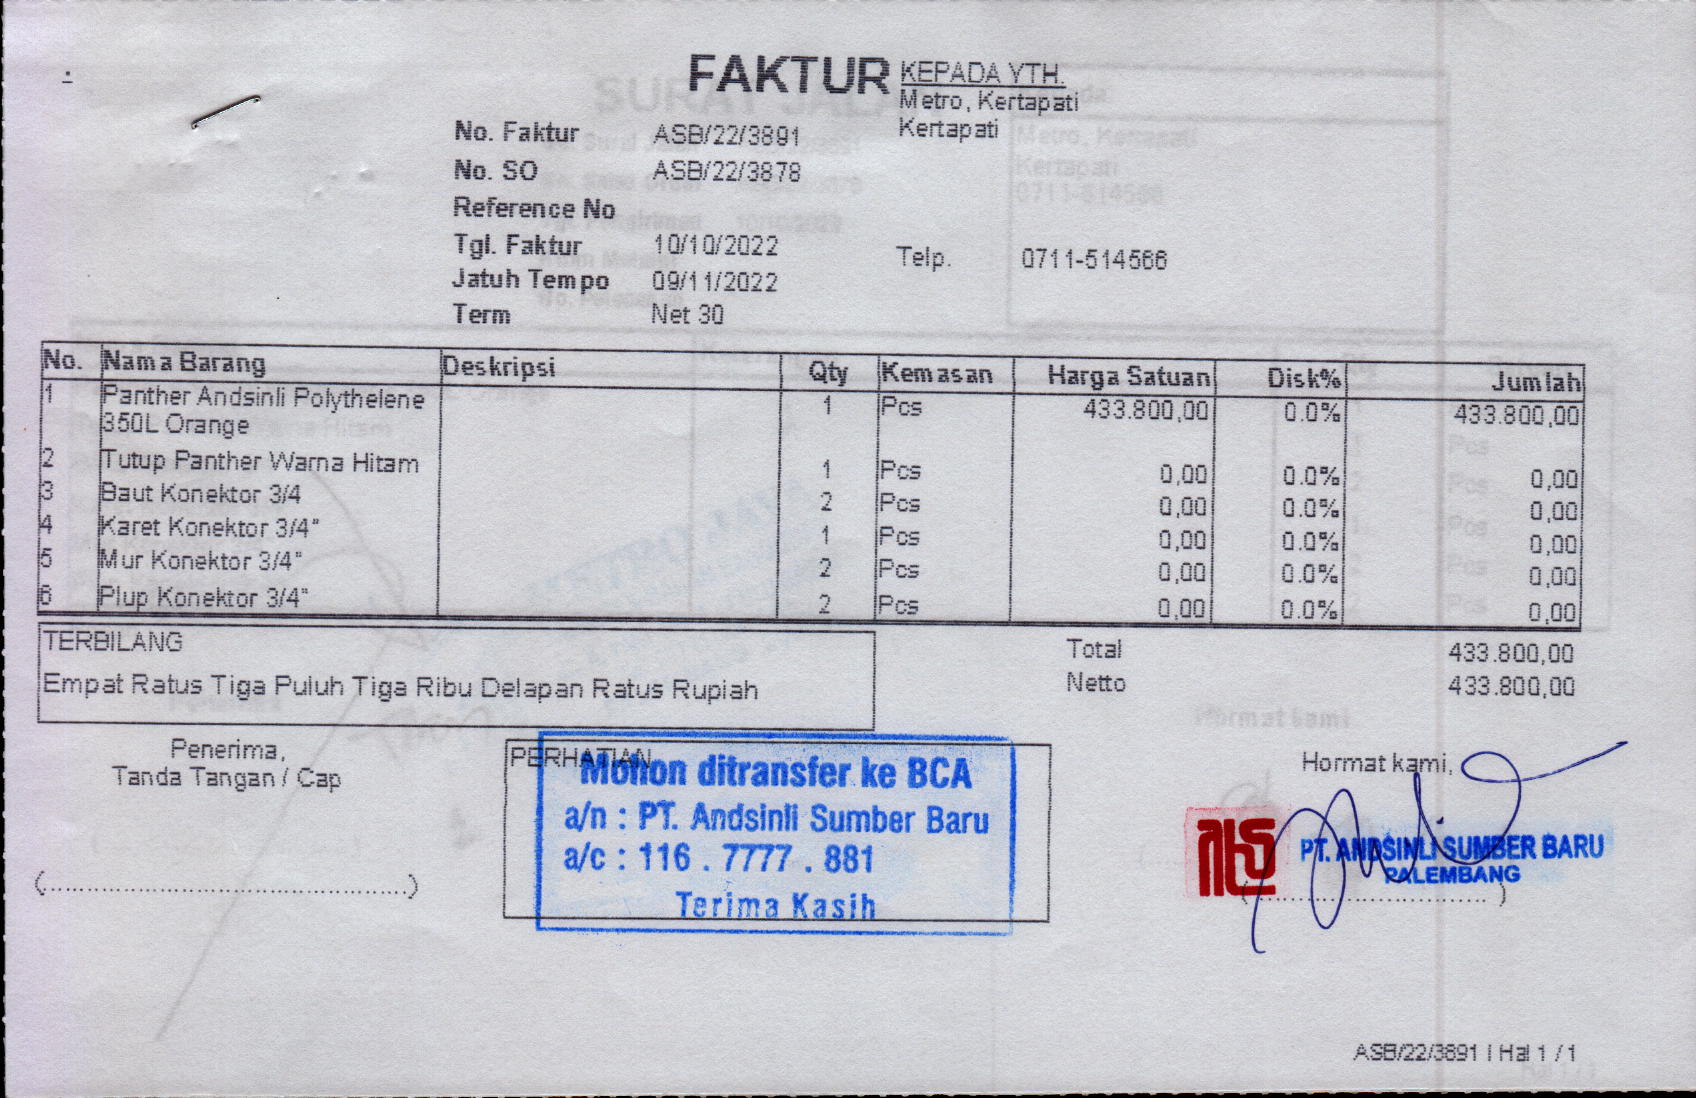 FAKTUR
KEPADA YTH.
Metro, Kertapati
Kertapati
No. Faktur ASB/22/3891
No. SO ASB/22/3878
Reference No
Tgl. Faktur 10/10/2022
Telp. 0711-514566
Jatuh Tempo 09/11/2022
Term Net 30
No. Nama Barang Deskripsi Qty Kemasan Harga Satuan Disk% Jumlah
1 Panther Andsinli Polythelene 1 Pcs 433.800,00 0.0% 433.800,00
350L Orange
2 Tutup Panther Warna Hitam 1 Pcs 0,00 0.0% 0,00
3 Baut Konektor 3/4 2 Pcs 0,00 0.0% 0,00
4 Karet Konektor 3/4" 1 Pcs 0,00 0.0% 0,00
5 Mur Konektor 3/4" 2 Pcs 0,00 0.0% 0,00
6 Plup Konektor 3/4" 2 Pcs 0,00 0.0% 0,00
TERBILANG
Empat Ratus Tiga Puluh Tiga Ribu Delapan Ratus Rupiah
Total 433.800,00
Netto 433.800,00
Penerima,
Tanda Tangan / Cap
PERHATIAN
Mohon ditransfer ke BCA
a/n : PT. Andsinli Sumber Baru
a/c : 116 . 7777 . 881
Terima Kasih
Hormat kami,
PT. ANDSINLI SUMBER BARU
PALEMBANG
ASB/22/3891 | Hal 1 / 1